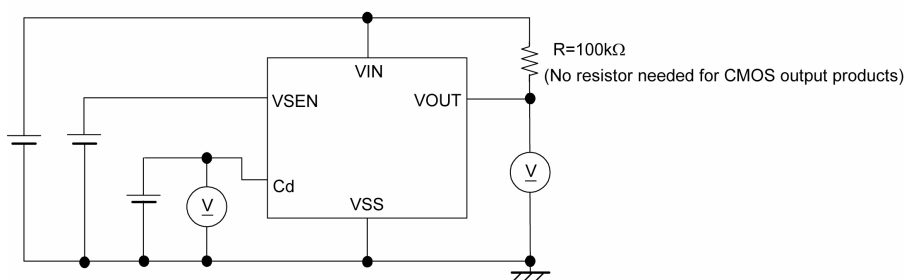 R=100kΩ
VIN
(No resistor needed for CMOS output products)
VSEN
VOUT
V
Cd
V
VSS